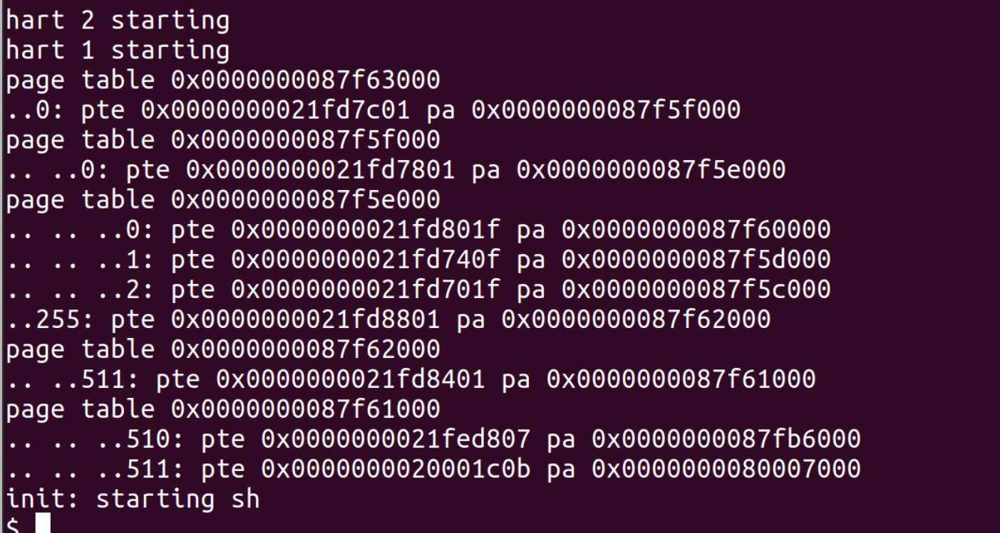 hart 2 starting
hart 1 starting
page table 0x0000000087f63000
..0: pte 0x0000000021fd7c01 pa 0x0000000087f5f000
page table 0x0000000087f5f000
.. ..0: pte 0x0000000021fd7801 pa 0x0000000087f5e000
page table 0x0000000087f5e000
.. .. ..0: pte 0x0000000021fd801f pa 0x0000000087f60000
.. .. ..1: pte 0x0000000021fd740f pa 0x0000000087f5d000
.. .. ..2: pte 0x0000000021fd701f pa 0x0000000087f5c000
..255: pte 0x0000000021fd8801 pa 0x0000000087f62000
page table 0x0000000087f62000
.. ..511: pte 0x0000000021fd8401 pa 0x0000000087f61000
page table 0x0000000087f61000
.. .. ..510: pte 0x0000000021fed807 pa 0x0000000087fb6000
.. .. ..511: pte 0x0000000020001c0b pa 0x0000000080007000
init: starting sh
$